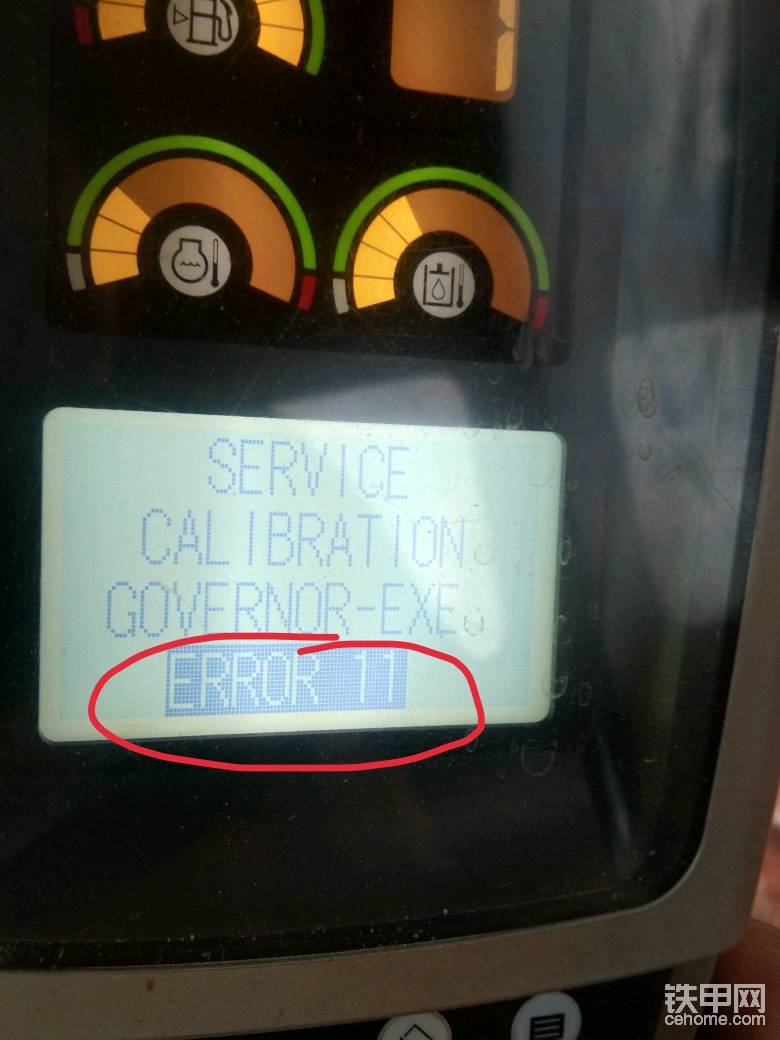 SERVICE
CALIBRATION
GOVERNOR-EXE
ERROR 11
铁甲网
cehome.com